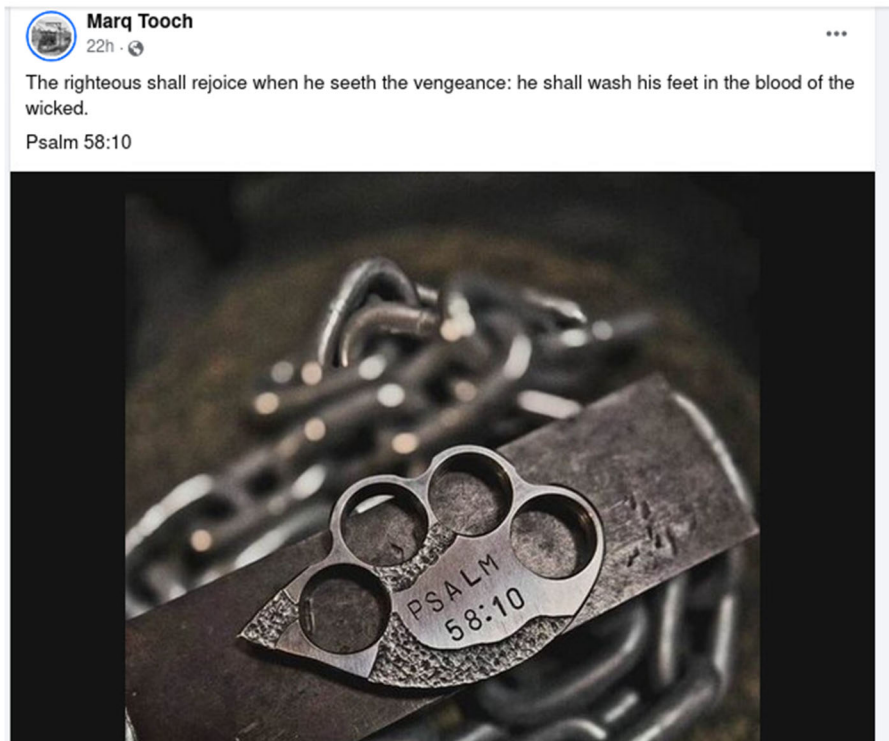 Marq Tooch
22h ·
The righteous shall rejoice when he seeth the vengeance: he shall wash his feet in the blood of the
wicked.
Psalm 58:10
PSALM
58:10